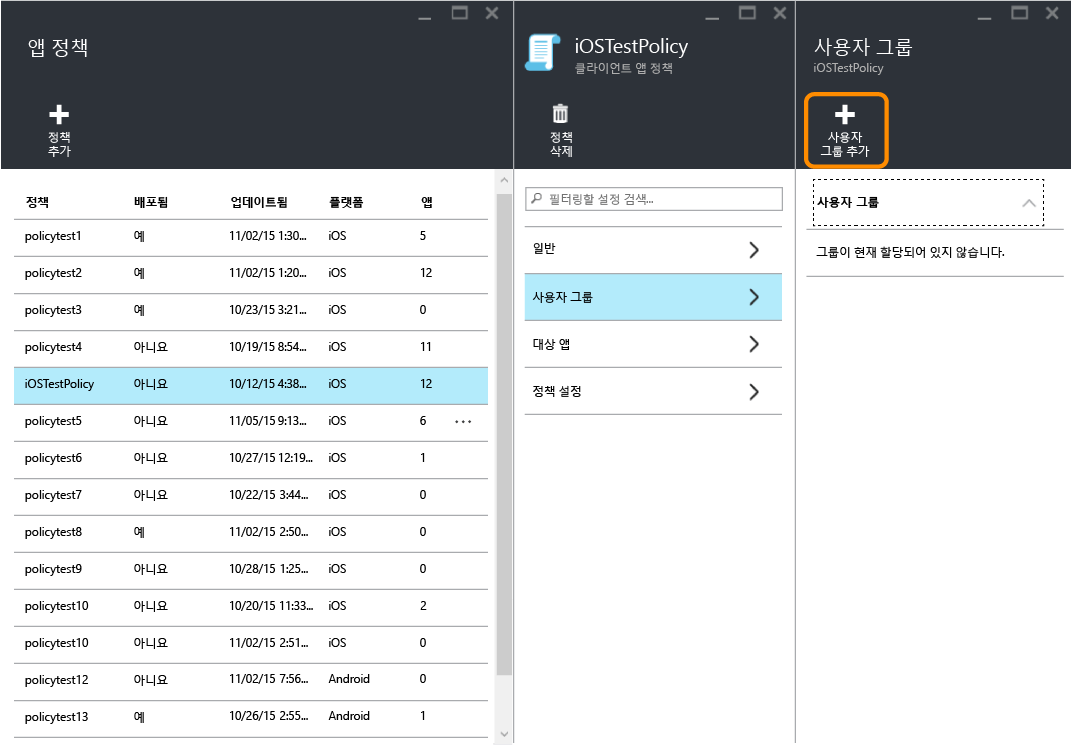 앱 정책
정책
추가
정책 배포됨 업데이트됨 플랫폼 앱
policytest1 예 11/02/15 1:30... iOS 5
policytest2 예 11/02/15 1:20... iOS 12
policytest3 예 10/23/15 3:21... iOS 0
policytest4 아니요 10/19/15 8:54... iOS 11
iOSTestPolicy 아니요 10/12/15 4:38... iOS 12
policytest5 아니요 11/05/15 9:13... iOS 6 ...
policytest6 아니요 10/27/15 12:19... iOS 1
policytest7 아니요 10/22/15 3:44... iOS 0
policytest8 예 11/02/15 2:50... iOS 0
policytest9 아니요 10/28/15 1:25... iOS 0
policytest10 아니요 10/20/15 11:33... iOS 2
policytest10 아니요 11/02/15 2:51... iOS 0
policytest12 아니요 11/02/15 7:56... Android 0
policytest13 예 10/26/15 2:55... Android 1
iOSTestPolicy
클라이언트 앱 정책
정책
삭제
필터링할 설정 검색...
일반
사용자 그룹
대상 앱
정책 설정
사용자 그룹
iOSTestPolicy
사용자
그룹 추가
사용자 그룹
그룹이 현재 할당되어 있지 않습니다.